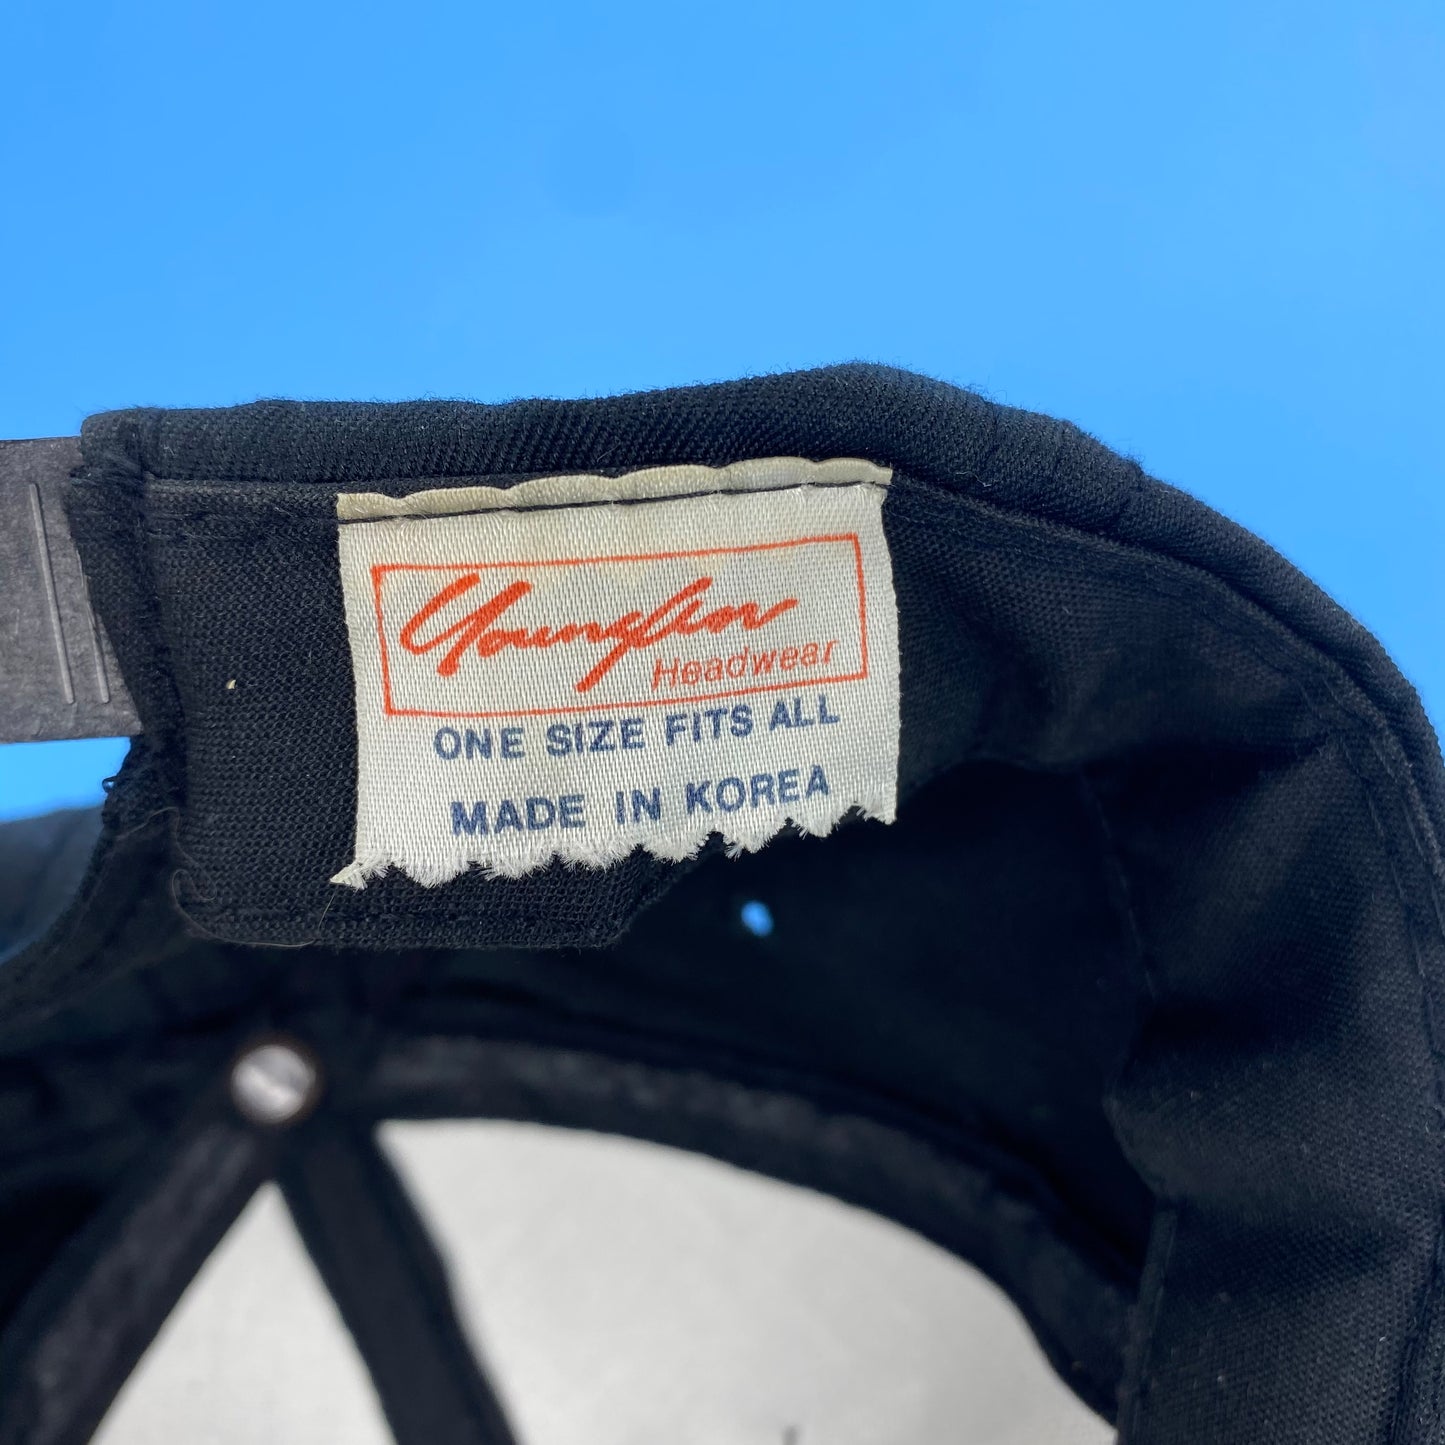 Youngan
Headwear
ONE SIZE FITS ALL
MADE IN KOREA